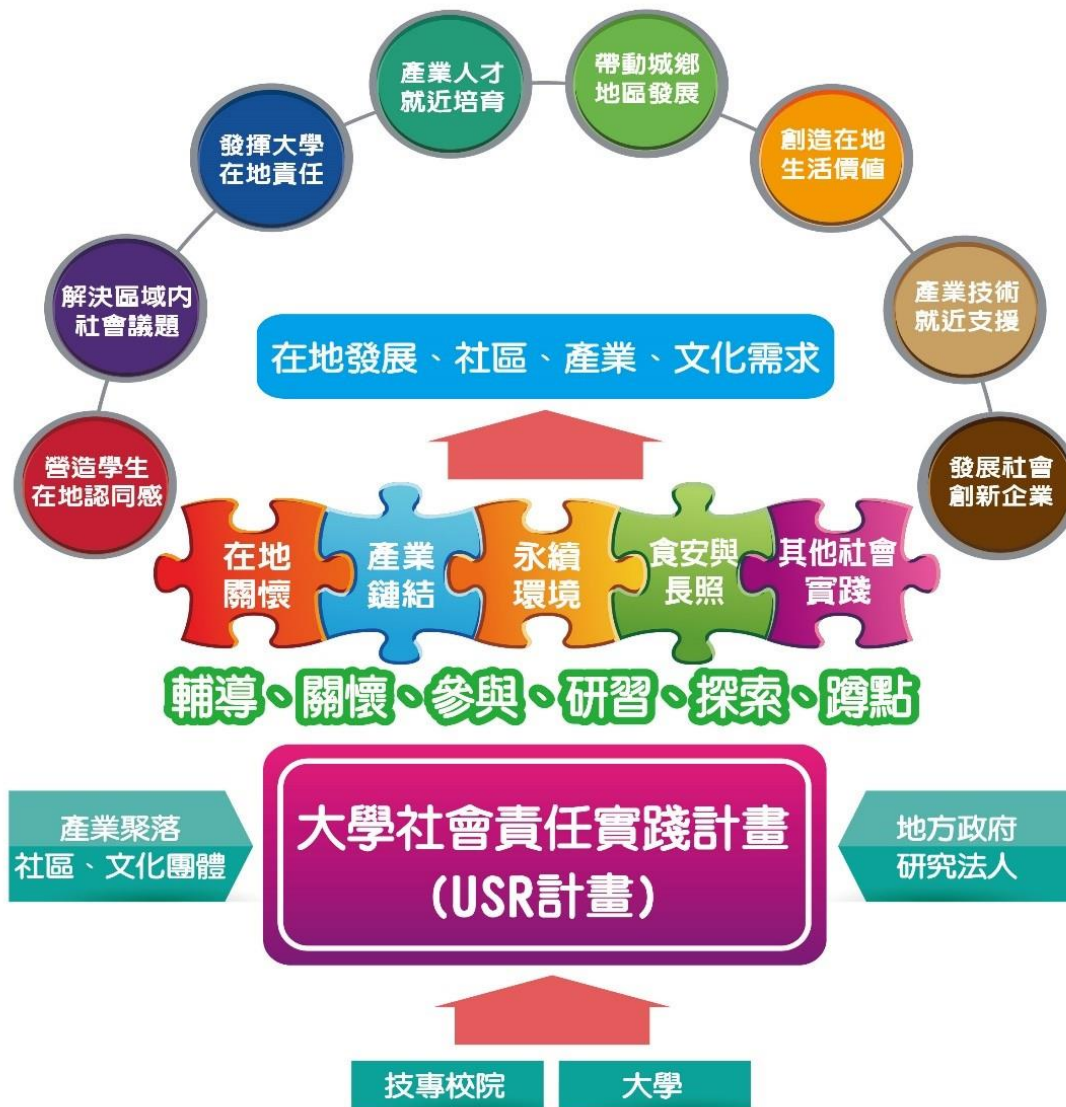 產業人才
就近培育
帶動城鄉
地區發展
發揮大學
在地責任
創造在地
生活價值
解決區域內
社會議題
產業技術
就近支援
營造學生
在地認同感
發展社會
創新企業
在地發展、社區、產業、文化需求
在地
關懷
產業
鏈結
永續
環境
食安與
長照
其他社會
實踐
輔導、關懷、參與、研習、探索、蹲點
大學社會責任實踐計畫
(USR計畫)
產業聚落
社區、文化團體
地方政府
研究法人
技專校院
大學